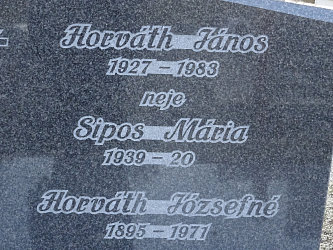 Horváth János
1927 – 1983
neje
Sipos Mária
1939 – 20
Horváth Józsefné
1895 – 1971